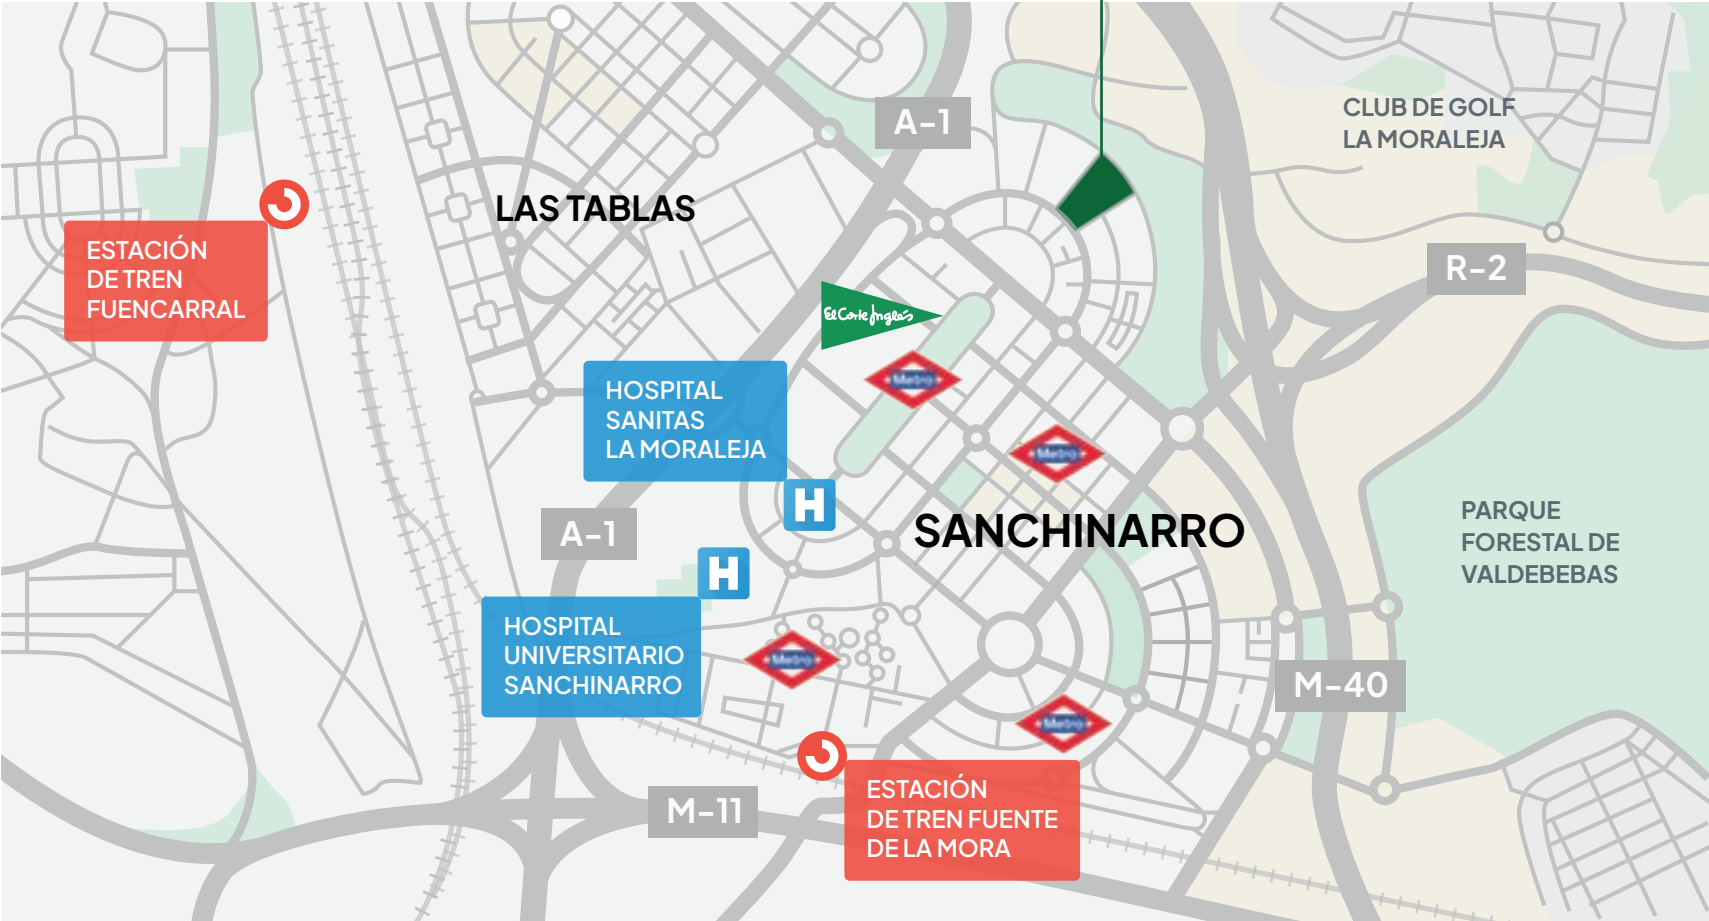 A-1
CLUB DE GOLF
LA MORALEJA
LAS TABLAS
ESTACIÓN
DE TREN
FUENCARRAL
R-2
El Corte Inglés
HOSPITAL
SANITAS
LA MORALEJA
Metro
Metro
H
SANCHINARRO
PARQUE
FORESTAL DE
VALDEBEBAS
A-1
H
HOSPITAL
UNIVERSITARIO
SANCHINARRO
Metro
M-40
Metro
ESTACIÓN
DE TREN FUENTE
DE LA MORA
M-11